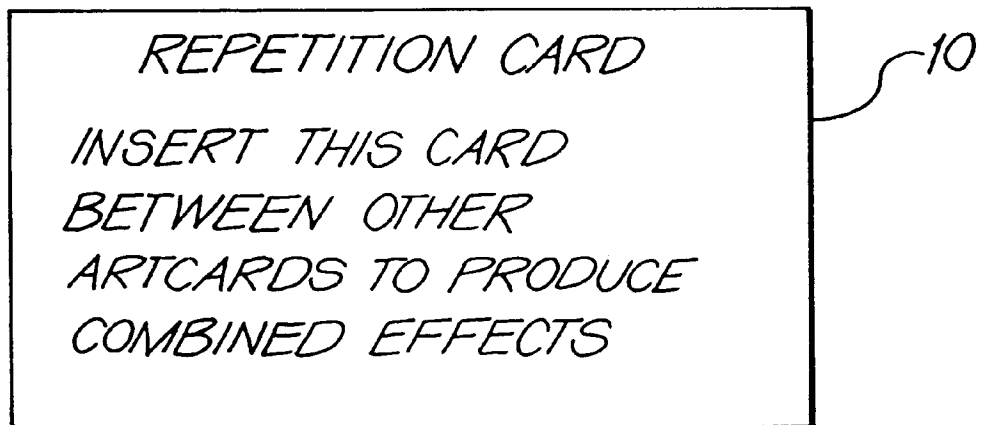 REPETITION CARD
10
INSERT THIS CARD
BETWEEN OTHER
ARTCARDS TO PRODUCE
COMBINED EFFECTS